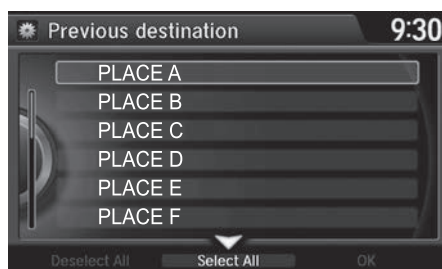 Previous destination 9:30
PLACE A
PLACE B
PLACE C
PLACE D
PLACE E
PLACE F
Deselect All Select All OK